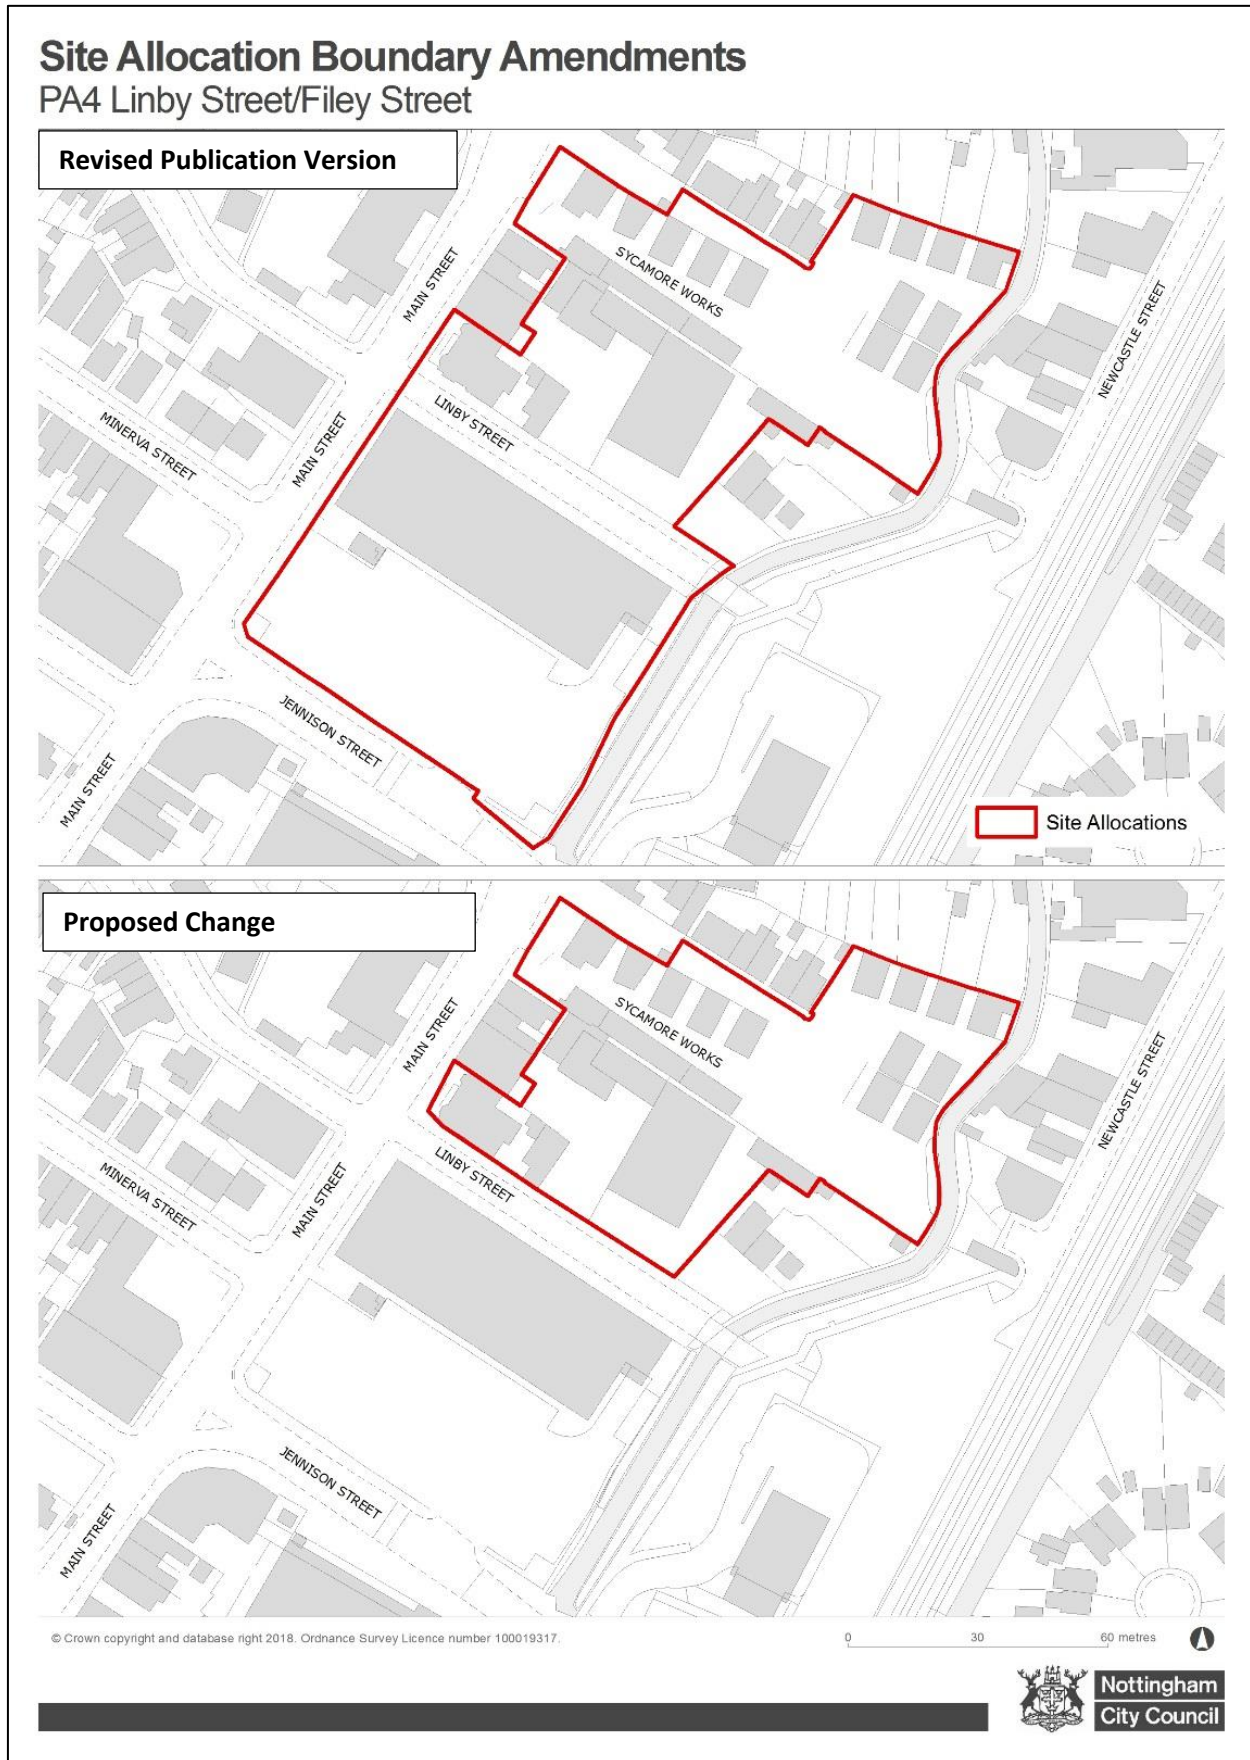 Site Allocation Boundary Amendments
PA4 Linby Street/Filey Street
Revised Publication Version
MAIN STREET
SYCAMORE WORKS
NEWCASTLE STREET
MINERVA STREET
MAIN STREET
LINBY STREET
JENNISON STREET
MAIN STREET
Site Allocations
Proposed Change
MAIN STREET
SYCAMORE WORKS
NEWCASTLE STREET
MINERVA STREET
MAIN STREET
LINBY STREET
JENNISON STREET
MAIN STREET
© Crown copyright and database right 2018. Ordnance Survey Licence number 100019317.
0 30 60 metres
Nottingham
City Council